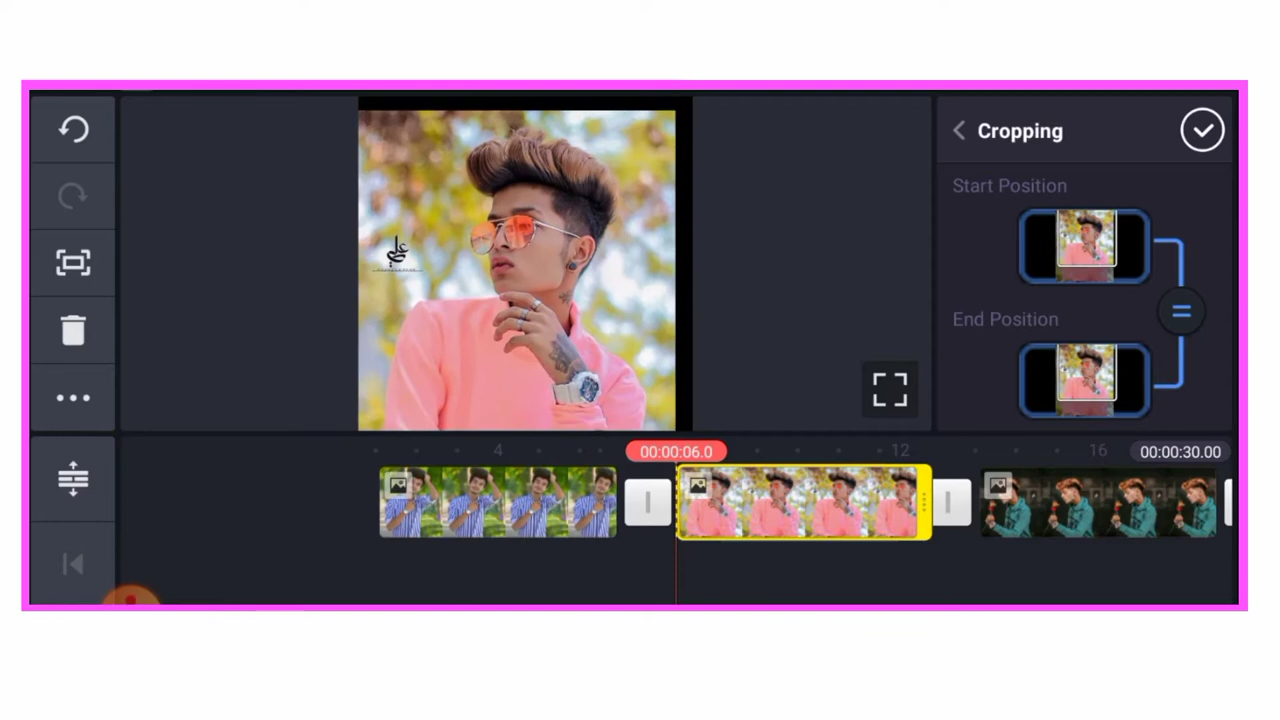 Cropping
Start Position
End Position
4
00:00:06.0
12
16
00:00:30.00
علي